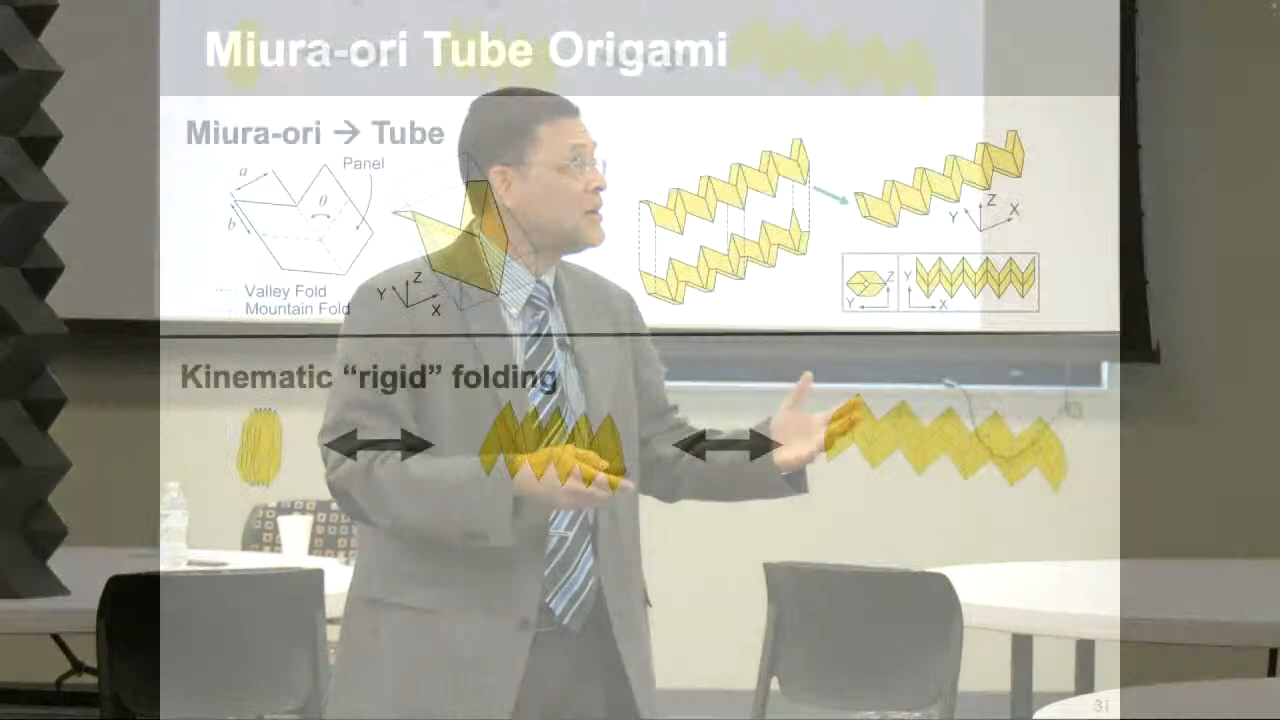 Miura-ori Tube Origami
Miura-ori → Tube
Panel
a
θ
b
Valley Fold
Mountain Fold
Z
Y
X
Z
Y
X
Z
Y
Y
X
Kinematic “rigid” folding
31